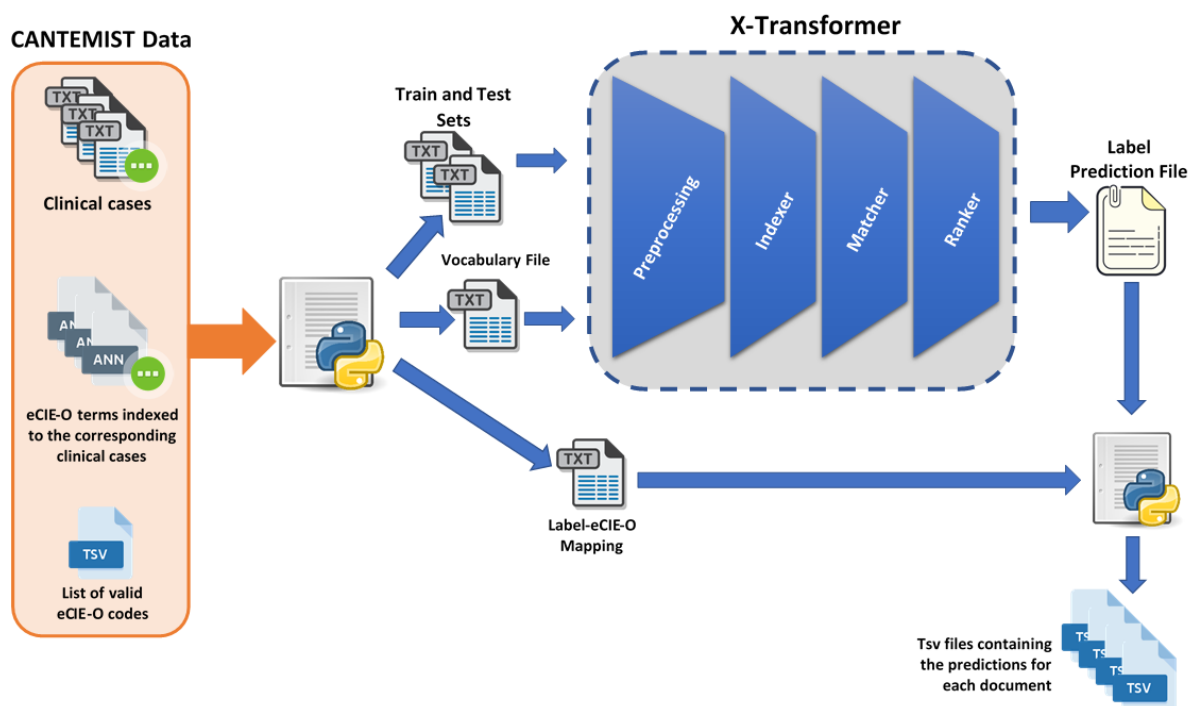 X-Transformer
CANTEMIST Data
TXT
TXT
TXT
Clinical cases
ANN
eCIE-O terms indexed
to the corresponding
clinical cases
TSV
List of valid
eCIE-O codes
Train and Test
Sets
TXT
TXT
Vocabulary File
TXT
Preprocessing
Indexer
Matcher
Ranker
Label
Prediction File
TXT
Label-eCIE-O
Mapping
Tsv files containing
the predictions for
each document
TSV